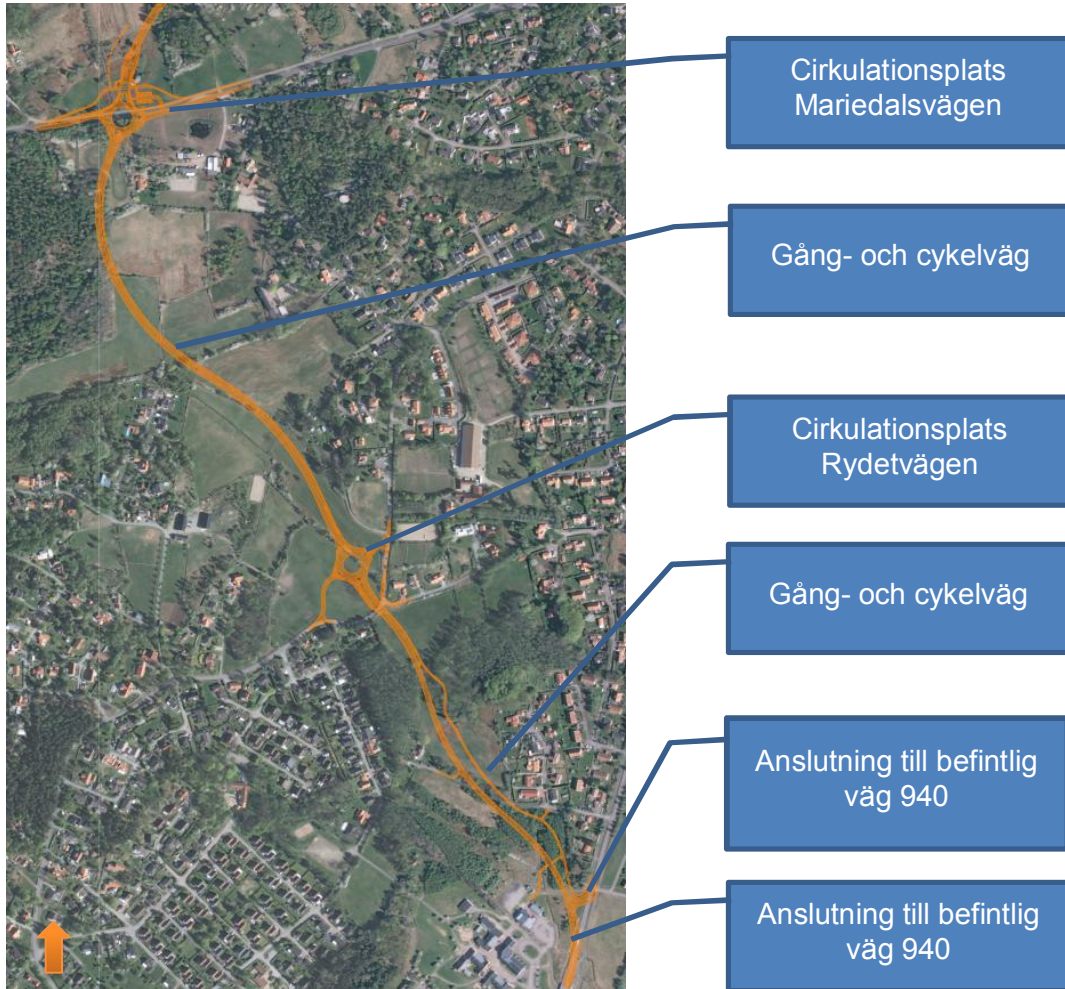 Cirkulationsplats
Mariedalsvägen
Gång- och cykelväg
Cirkulationsplats
Rydetvägen
Gång- och cykelväg
Anslutning till befintlig
väg 940
Anslutning till befintlig
väg 940